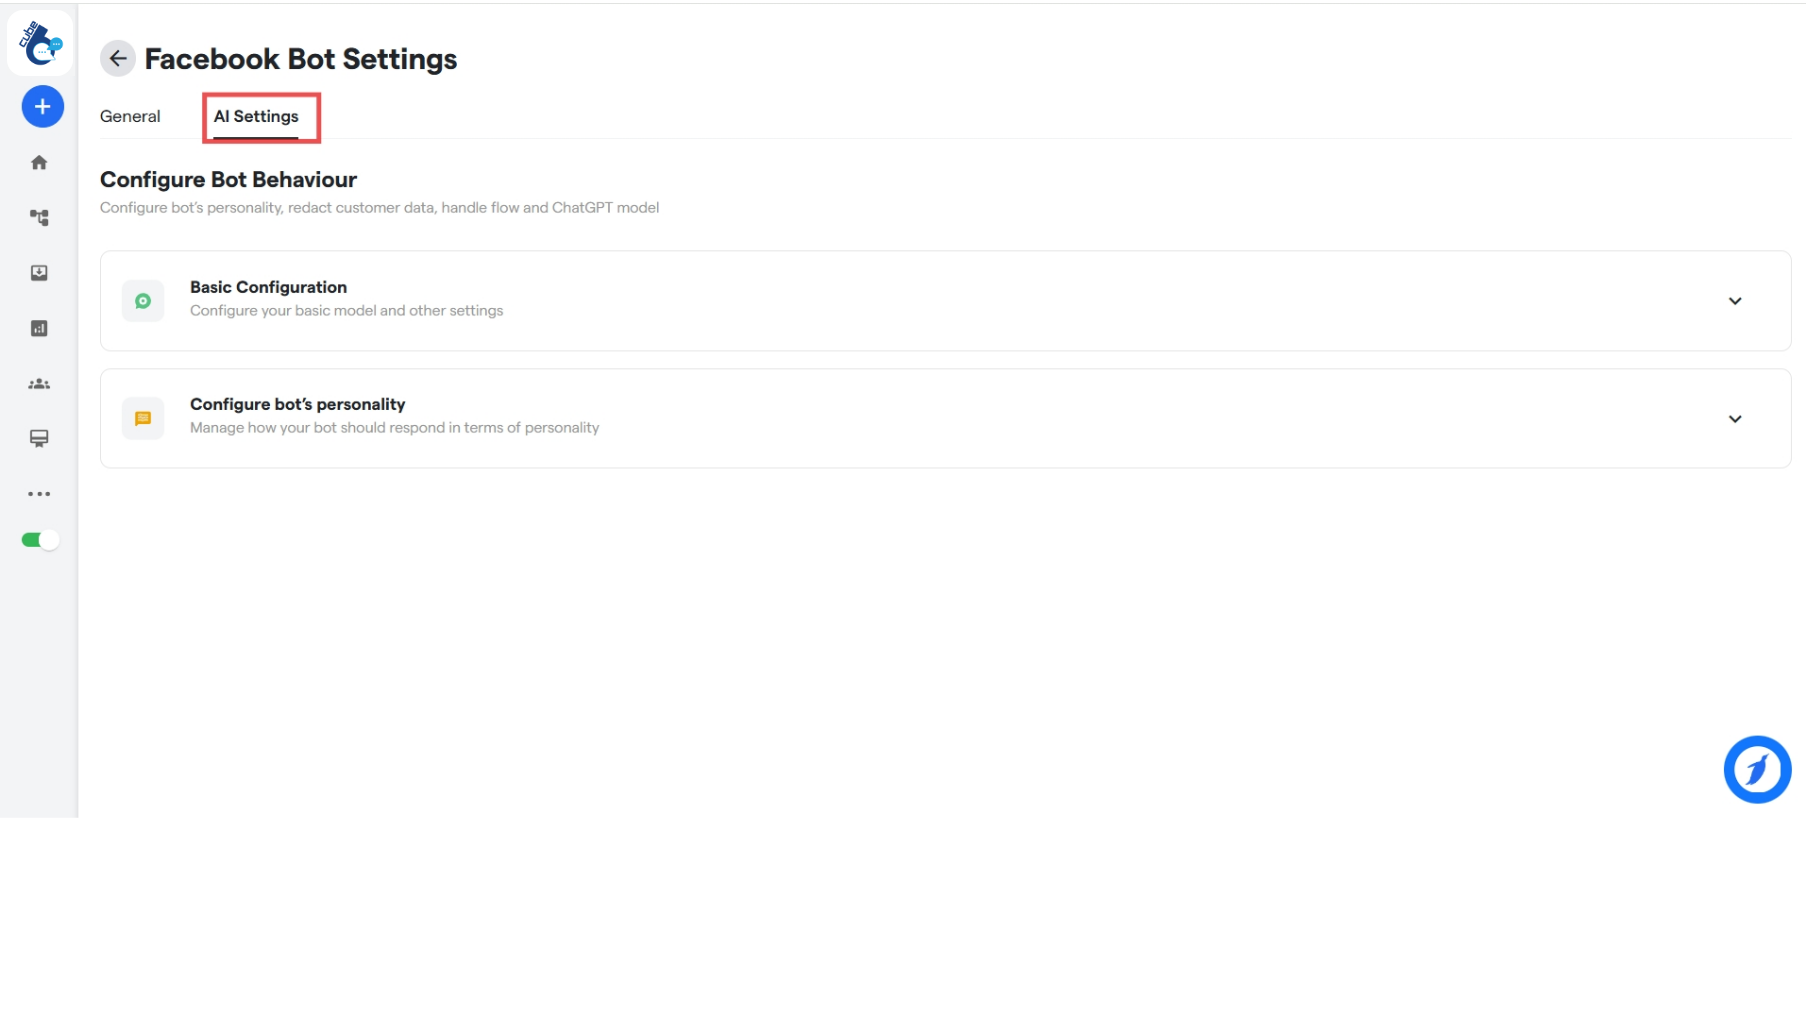 cube
Facebook Bot Settings
General AI Settings
Configure Bot Behaviour
Configure bot’s personality, redact customer data, handle flow and ChatGPT model
Basic Configuration
Configure your basic model and other settings
Configure bot’s personality
Manage how your bot should respond in terms of personality